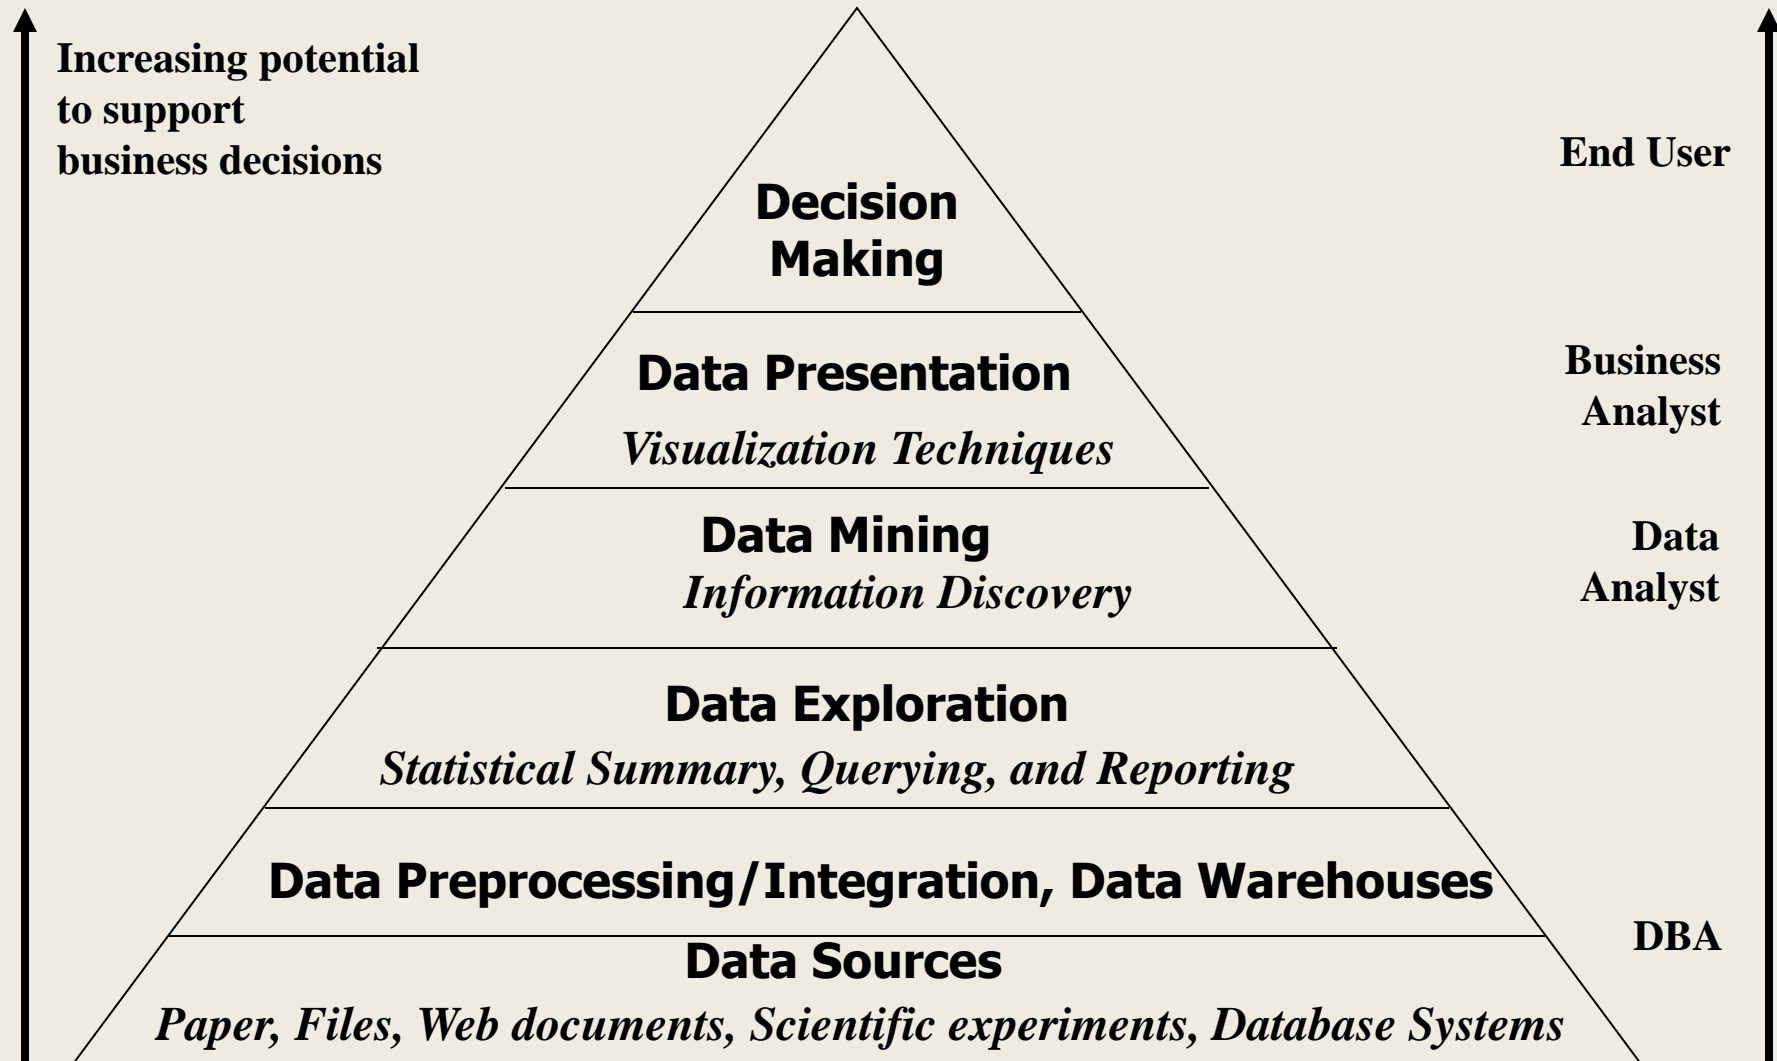 Increasing potential
to support
business decisions
End User
Decision
Making
Data Presentation
Visualization Techniques
Business
Analyst
Data Mining
Information Discovery
Data
Analyst
Data Exploration
Statistical Summary, Querying, and Reporting
Data Preprocessing/Integration, Data Warehouses
DBA
Data Sources
Paper, Files, Web documents, Scientific experiments, Database Systems